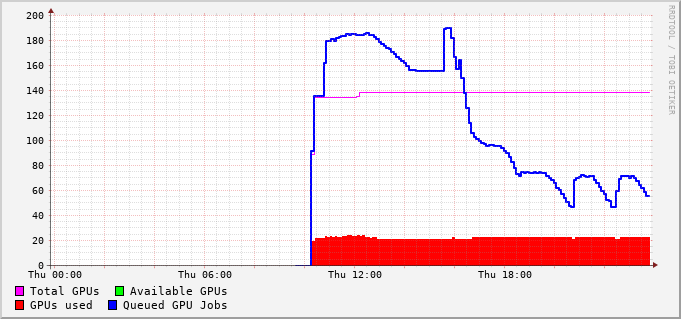 200
180
160
140
120
100
80
60
40
20
0
Thu 00:00 Thu 06:00 Thu 12:00 Thu 18:00
Total GPUs Available GPUs
GPUs used Queued GPU Jobs
RRDTOOL / TOBI OETIKER